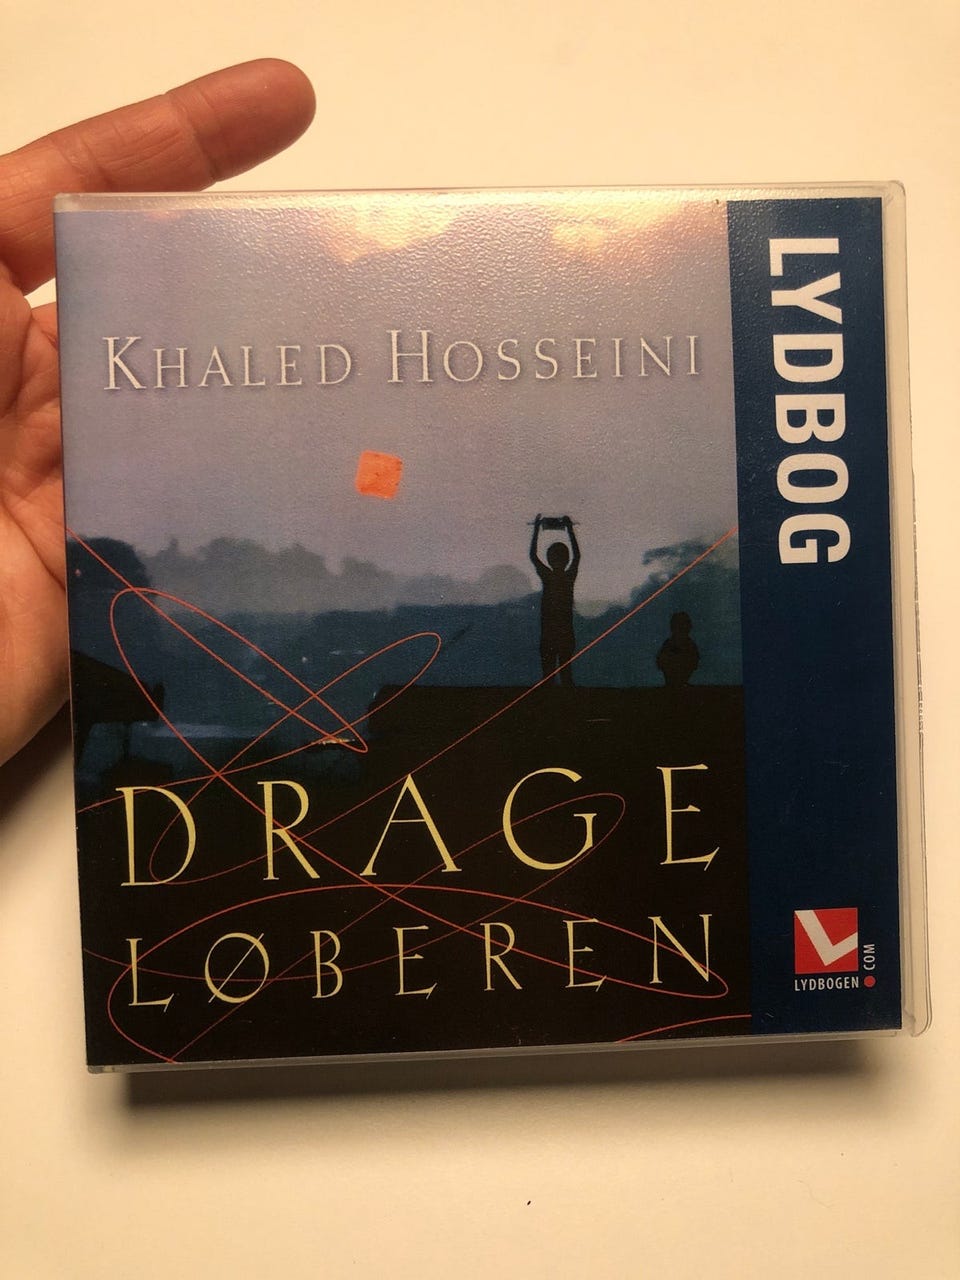 KHALED HOSSEINI
DRAGE
LØBEREN
LYDBOG
LYDBOGEN.COM